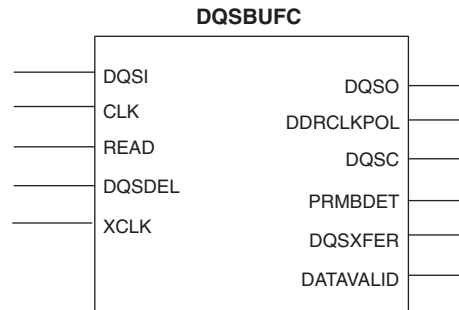 DQSBUFC
DQSI
CLK
READ
DQSDEL
XCLK
DQSO
DDRCLKPOL
DQSC
PRMBDET
DQSXFER
DATAVALID